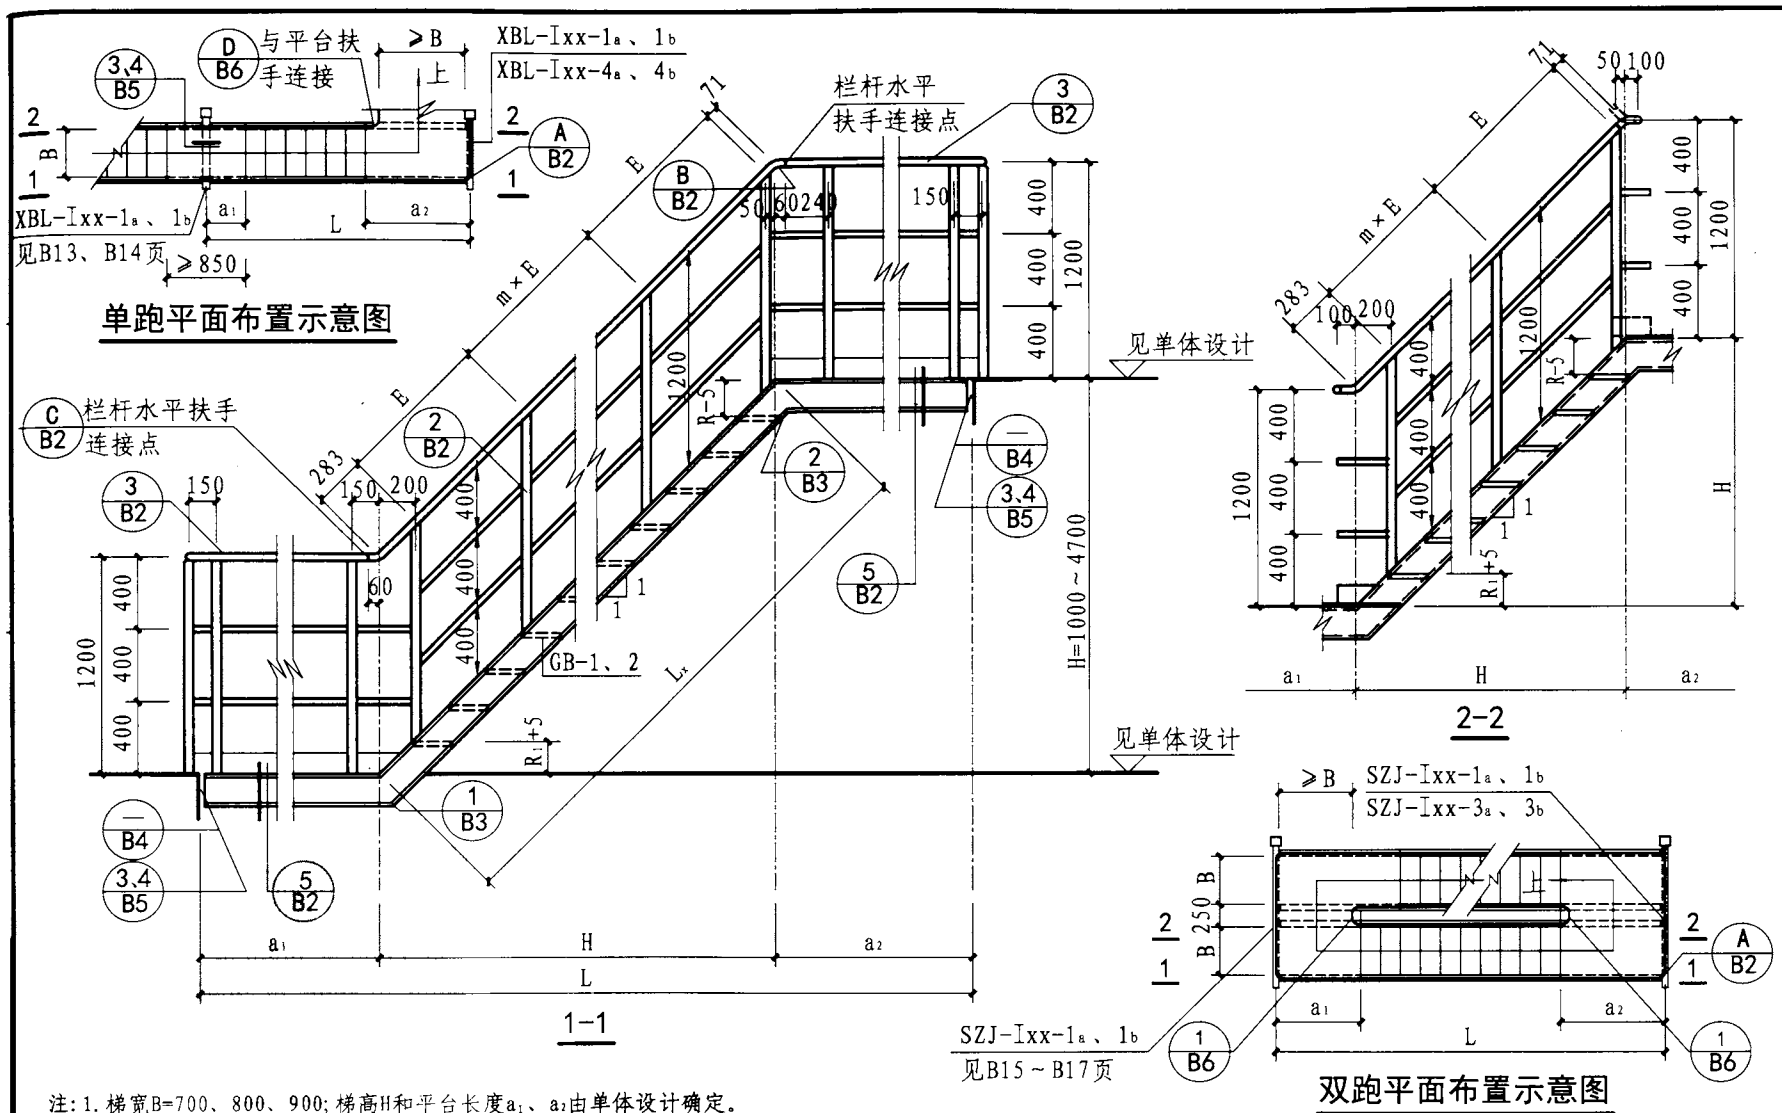 D
B6
与平台扶
手连接
≥B
上
XBL-Ⅰxx-1a、1b
XBL-Ⅰxx-4a、4b
3,4
B5
2
2
B
1
1
A
B2
XBL-Ⅰxx-1a、1b
见B13、B14页
a₁
a₂
L
≥850
单跑平面布置示意图
71
E
m×E
E
283
栏杆水平
扶手连接点
3
B2
B
B2
50
60
240
150
400
400
400
1200
见单体设计
1200
R-5
C
B2
栏杆水平扶手
连接点
2
B2
3
B2
150
150
200
60
400
400
400
1200
400
400
400
2
B3
—
B4
3,4
B5
5
B2
H=1000~4700
1
1
GB-1、2
Lx
R₁+5
见单体设计
1
B3
—
B4
3,4
B5
5
B2
a₁
H
a₂
L
1-1
71
50
100
E
m×E
283
100
200
400
400
400
1200
1200
R-5
400
400
400
400
400
400
1200
H
1
1
R₁+5
a₁
H
a₂
2-2
≥B
SZJ-Ⅰxx-1a、1b
SZJ-Ⅰxx-3a、3b
B
250
B
上
2
2
1
1
A
B2
a₁
a₂
L
SZJ-Ⅰxx-1a、1b
见B15~B17页
1
B6
1
B6
双跑平面布置示意图
注:1.梯宽B=700、800、900;梯高H和平台长度a₁、a₂由单体设计确定。